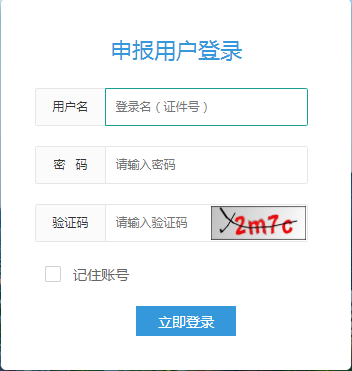 申报用户登录
用户名 登录名（证件号）
密 码 请输入密码
验证码 请输入验证码 Y2m7c
记住账号
立即登录